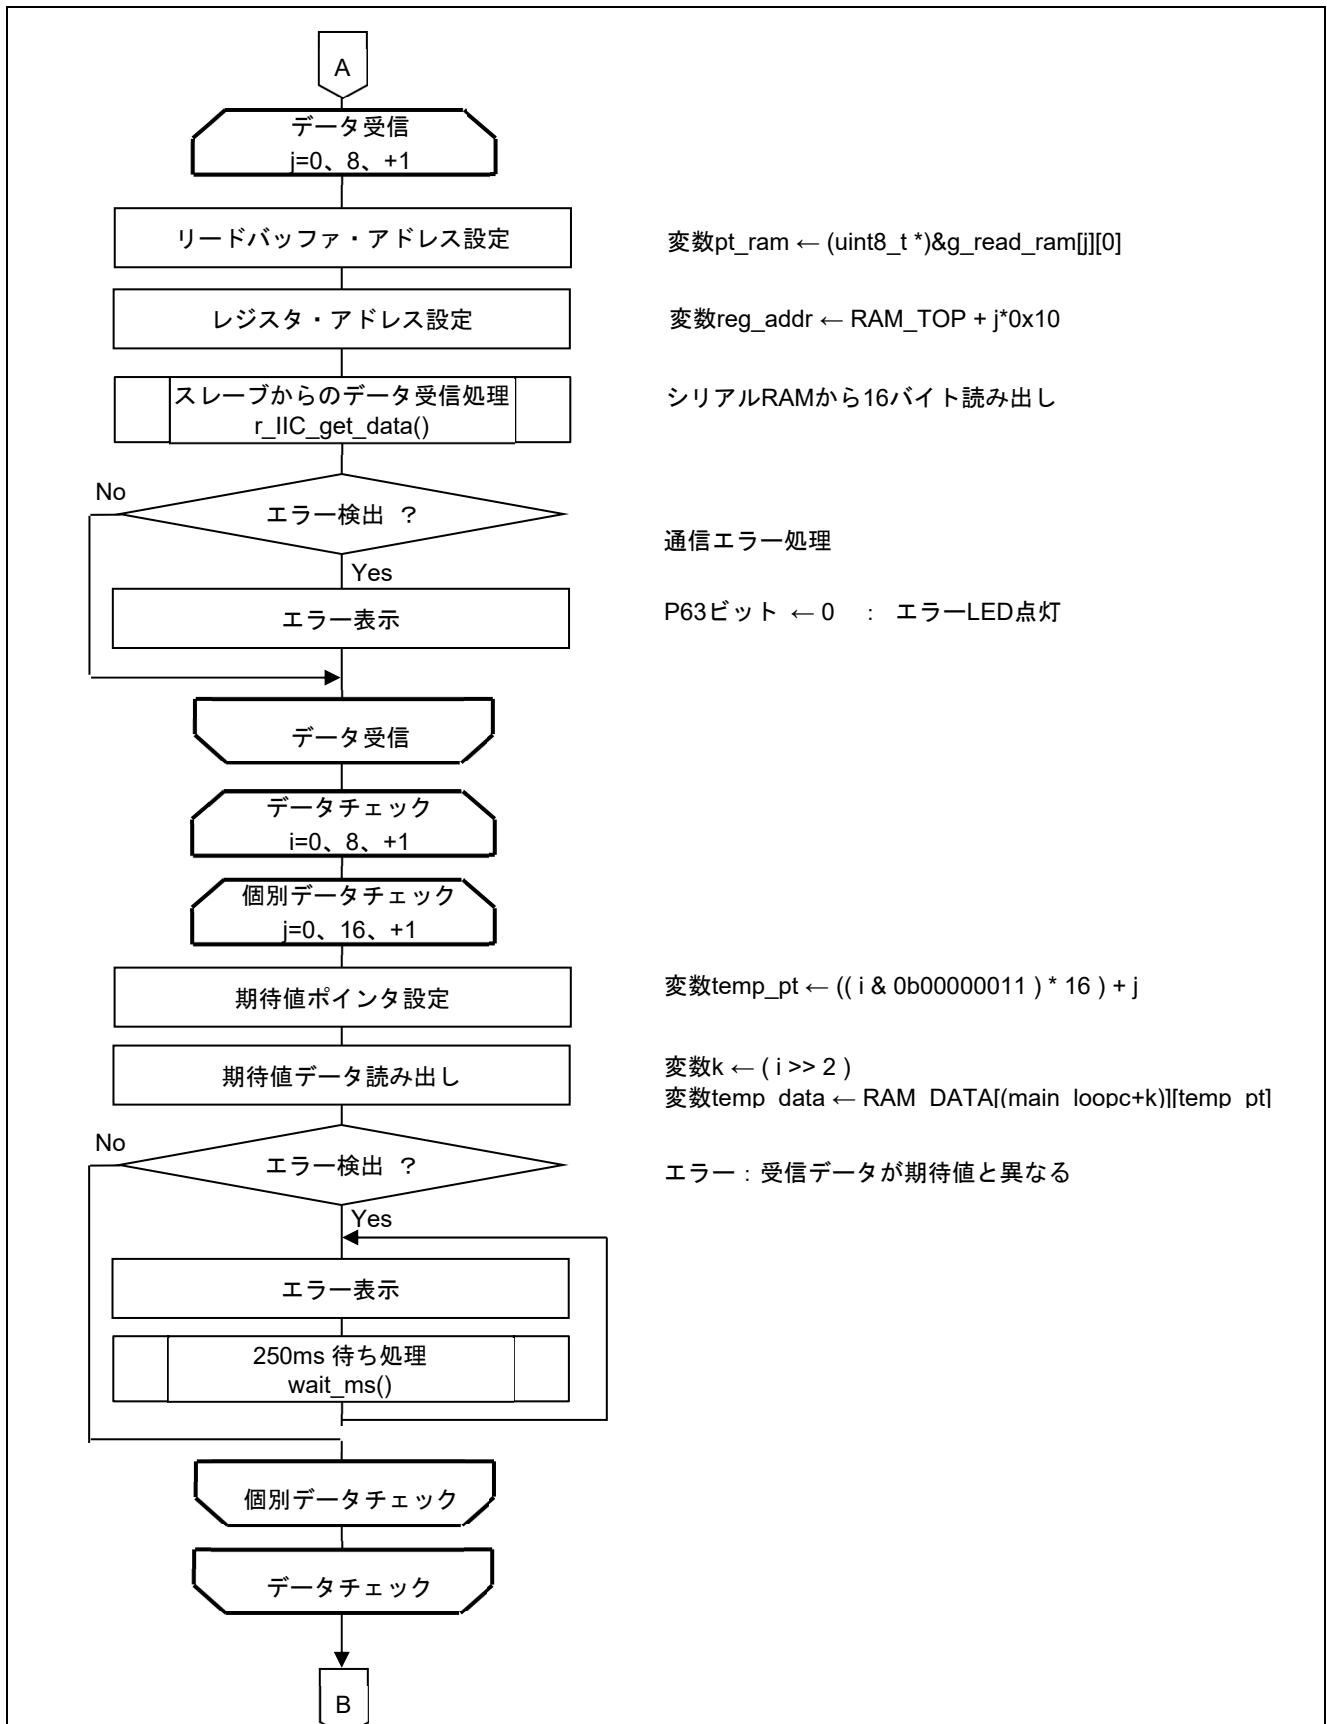 A
データ受信
j=0、8、+1
リードバッファ・アドレス設定
変数pt_ram ← (uint8_t *)&g_read_ram[j][0]
レジスタ・アドレス設定
変数reg_addr ← RAM_TOP + j*0x10
スレーブからのデータ受信処理
r_IIC_get_data()
シリアルRAMから16バイト読み出し
No
エラー検出 ？
通信エラー処理
Yes
エラー表示
P63ビット ← 0 ： エラーLED点灯
データ受信
データチェック
i=0、8、+1
個別データチェック
j=0、16、+1
期待値ポインタ設定
変数temp_pt ← (( i & 0b00000011 ) * 16 ) + j
期待値データ読み出し
変数k ← ( i >> 2 )
変数temp_data ← RAM_DATA[(main_loopc+k)][temp_pt]
No
エラー検出 ？
エラー：受信データが期待値と異なる
Yes
エラー表示
250ms 待ち処理
wait_ms()
個別データチェック
データチェック
B